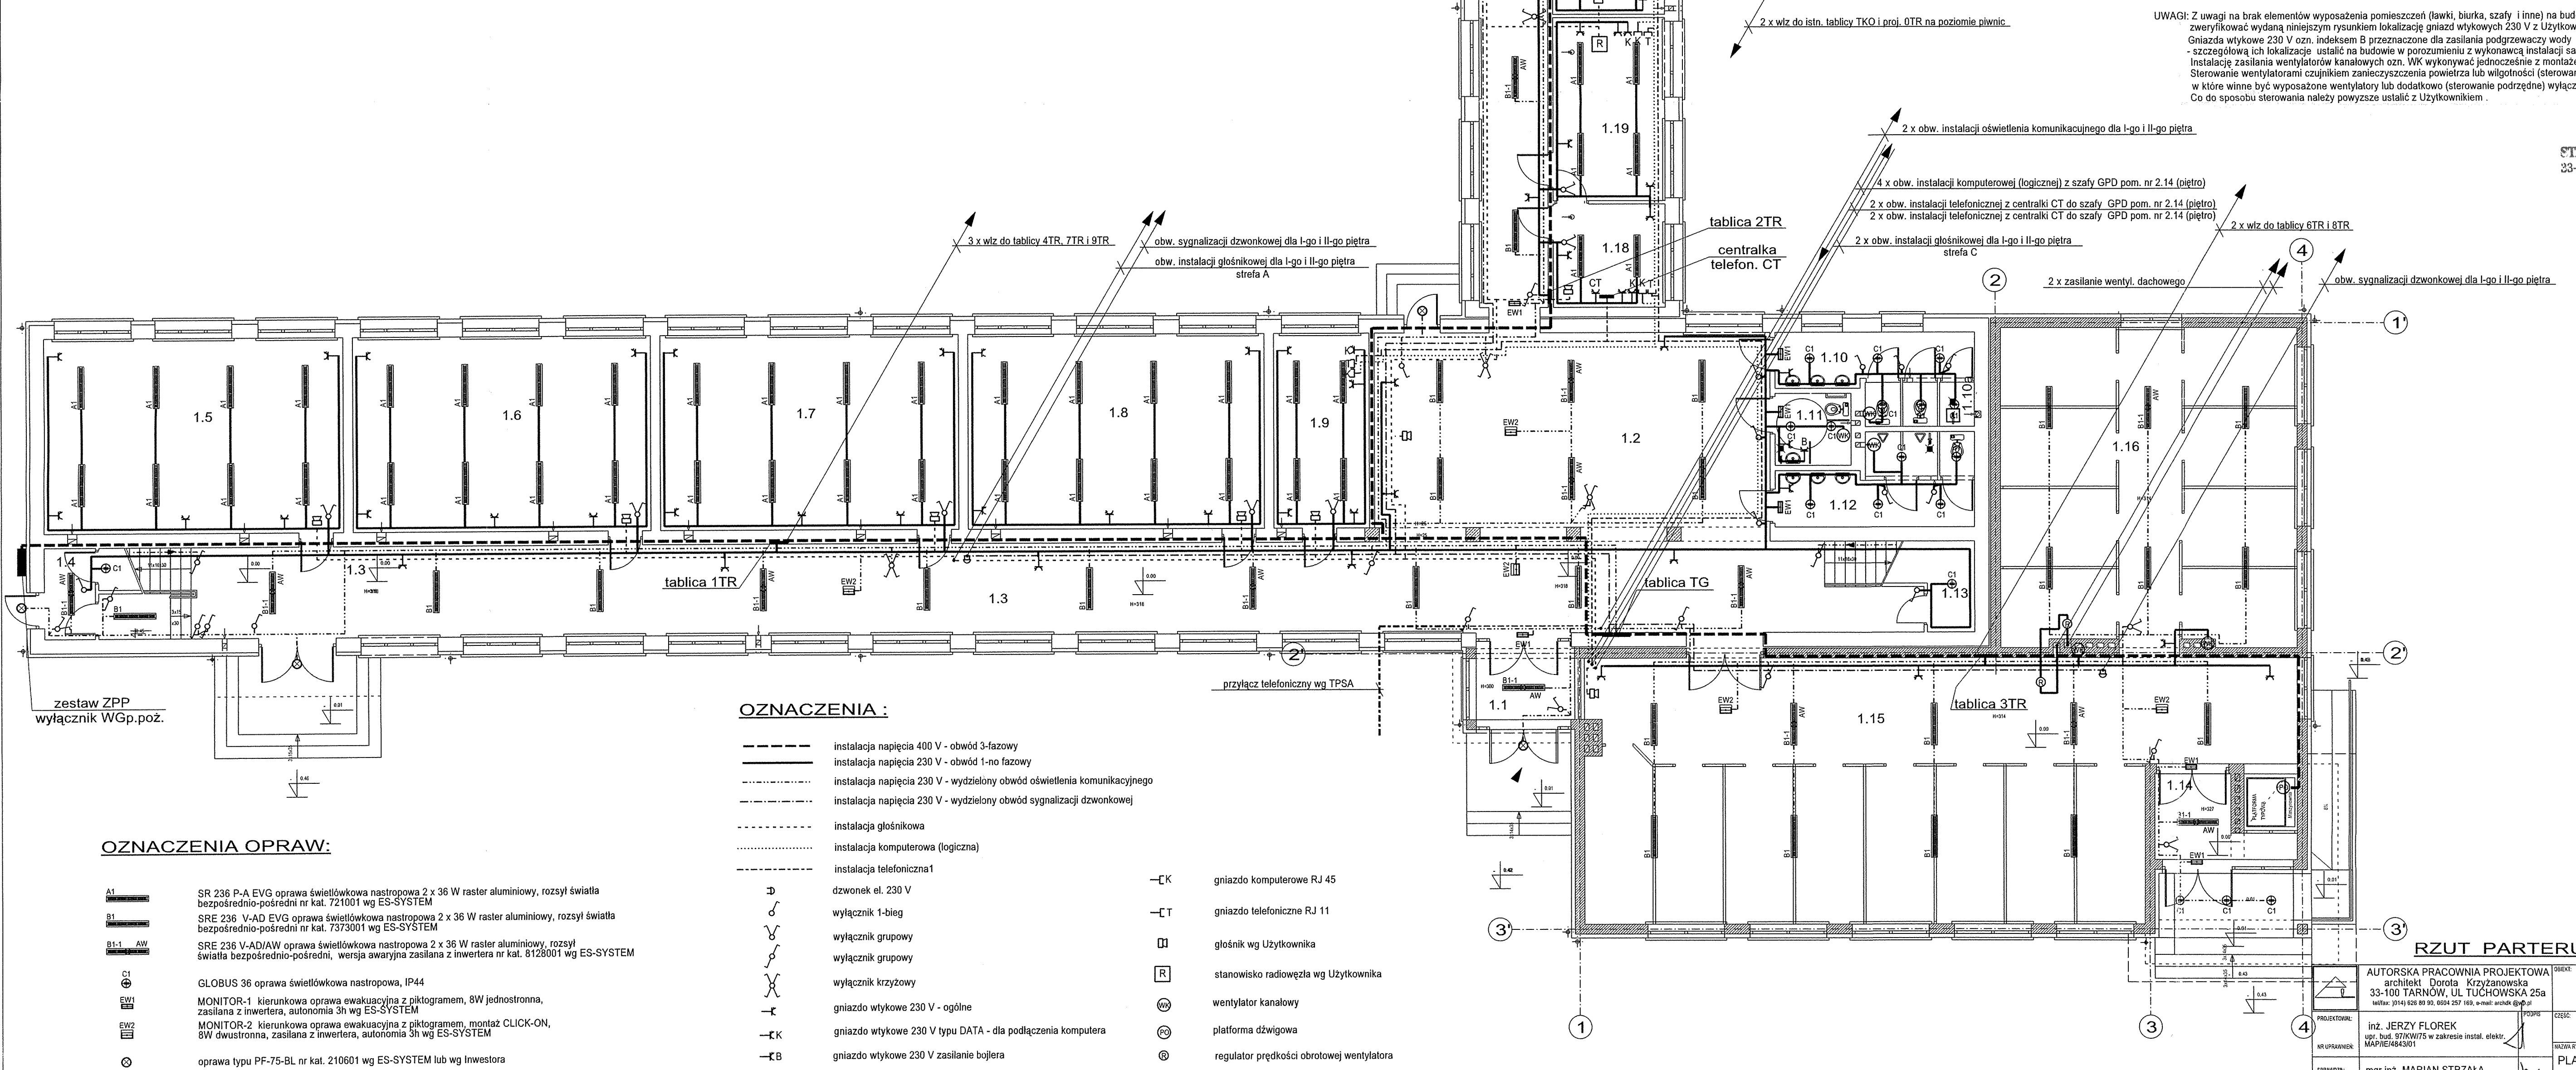 2 x wlz do istn. tablicy TKO i proj. 0TR na poziomie piwnic
UWAGI: Z uwagi na brak elementów wyposażenia pomieszczeń (ławki, biurka, szafy i inne) na bud
zweryfikować wydaną niniejszym rysunkiem lokalizację gniazd wtykowych 230 V z Użytkow
Gniazda wtykowe 230 V ozn. indeksem B przeznaczone dla zasilania podgrzewaczy wody
- szczegółową ich lokalizacje ustalić na budowie w porozumieniu z wykonawcą instalacji sa
Instalację zasilania wentylatorów kanałowych ozn. WK wykonywać jednocześnie z montaże
Sterowanie wentylatorami czujnikiem zanieczyszczenia powietrza lub wilgotności (sterowan
w które winne być wyposażone wentylatory lub dodatkowo (sterowanie podrzędne) wyłącz
Co do sposobu sterowania należy powyzsze ustalić z Użytkownikiem .
2 x obw. instalacji oświetlenia komunikacyjnego dla I-go i II-go piętra
4 x obw. instalacji komputerowej (logicznej) z szafy GPD pom. nr 2.14 (piętro)
2 x obw. instalacji telefonicznej z centralki CT do szafy GPD pom. nr 2.14 (piętro)
2 x obw. instalacji telefonicznej z centralki CT do szafy GPD pom. nr 2.14 (piętro)
2 x obw. instalacji głośnikowej dla I-go i II-go piętra
strefa C
2 x wlz do tablicy 6TR i 8TR
2 x zasilanie wentyl. dachowego
obw. sygnalizacji dzwonkowej dla I-go i II-go piętra
3 x wlz do tablicy 4TR, 7TR i 9TR
obw. sygnalizacji dzwonkowej dla I-go i II-go piętra
obw. instalacji głośnikowej dla I-go i II-go piętra
strefa A
tablica 2TR
centralka
telefon. CT
1.19
1.18
1.5
1.6
1.7
1.8
1.9
1.2
1.10
1.10a
1.11
1.12
1.16
1.4
1.3
1.3
1.13
tablica 1TR
tablica TG
tablica 3TR
1.1
1.15
1.14
zestaw ZPP
wyłącznik WGp.poż.
przyłącz telefoniczny wg TPSA
OZNACZENIA :
instalacja napięcia 400 V - obwód 3-fazowy
instalacja napięcia 230 V - obwód 1-no fazowy
instalacja napięcia 230 V - wydzielony obwód oświetlenia komunikacyjnego
instalacja napięcia 230 V - wydzielony obwód sygnalizacji dzwonkowej
instalacja głośnikowa
instalacja komputerowa (logiczna)
instalacja telefoniczna1
dzwonek el. 230 V
wyłącznik 1-bieg
wyłącznik grupowy
wyłącznik grupowy
wyłącznik krzyżowy
gniazdo wtykowe 230 V - ogólne
K gniazdo wtykowe 230 V typu DATA - dla podłączenia komputera
B gniazdo wtykowe 230 V zasilanie bojlera
K gniazdo komputerowe RJ 45
T gniazdo telefoniczne RJ 11
głośnik wg Użytkownika
R stanowisko radiowęzła wg Użytkownika
WK wentylator kanałowy
PD platforma dźwigowa
R regulator prędkości obrotowej wentylatora
OZNACZENIA OPRAW:
A1 SR 236 P-A EVG oprawa świetlówkowa nastropowa 2 x 36 W raster aluminiowy, rozsył światła
bezpośrednio-pośredni nr kat. 721001 wg ES-SYSTEM
B1 SRE 236 V-AD EVG oprawa świetlówkowa nastropowa 2 x 36 W raster aluminiowy, rozsył światła
bezpośrednio-pośredni nr kat. 7373001 wg ES-SYSTEM
B1-1 AW SRE 236 V-AD/AW oprawa świetlówkowa nastropowa 2 x 36 W raster aluminiowy, rozsył
światła bezpośrednio-pośredni, wersja awaryjna zasilana z inwertera nr kat. 8128001 wg ES-SYSTEM
C1 GLOBUS 36 oprawa świetlówkowa nastropowa, IP44
EW1 MONITOR-1 kierunkowa oprawa ewakuacyjna z piktogramem, 8W jednostronna,
zasilana z inwertera, autonomia 3h wg ES-SYSTEM
EW2 MONITOR-2 kierunkowa oprawa ewakuacyjna z piktogramem, montaż CLICK-ON,
8W dwustronna, zasilana z inwertera, autonomia 3h wg ES-SYSTEM
oprawa typu PF-75-BL nr kat. 210601 wg ES-SYSTEM lub wg Inwestora
RZUT PARTERU
AUTORSKA PRACOWNIA PROJEKTOWA
architekt Dorota Krzyżanowska
33-100 TARNÓW, UL TUCHOWSKA 25a
PROJEKTOWAŁ:
inż. JERZY FLOREK
upr. bud. 97/KW/75 w zakresie instal. elektr.
MAP/IE/4843/01
NR UPRAWNIEŃ:
PODPIS
mgr inż. MARIAN STRZAŁA